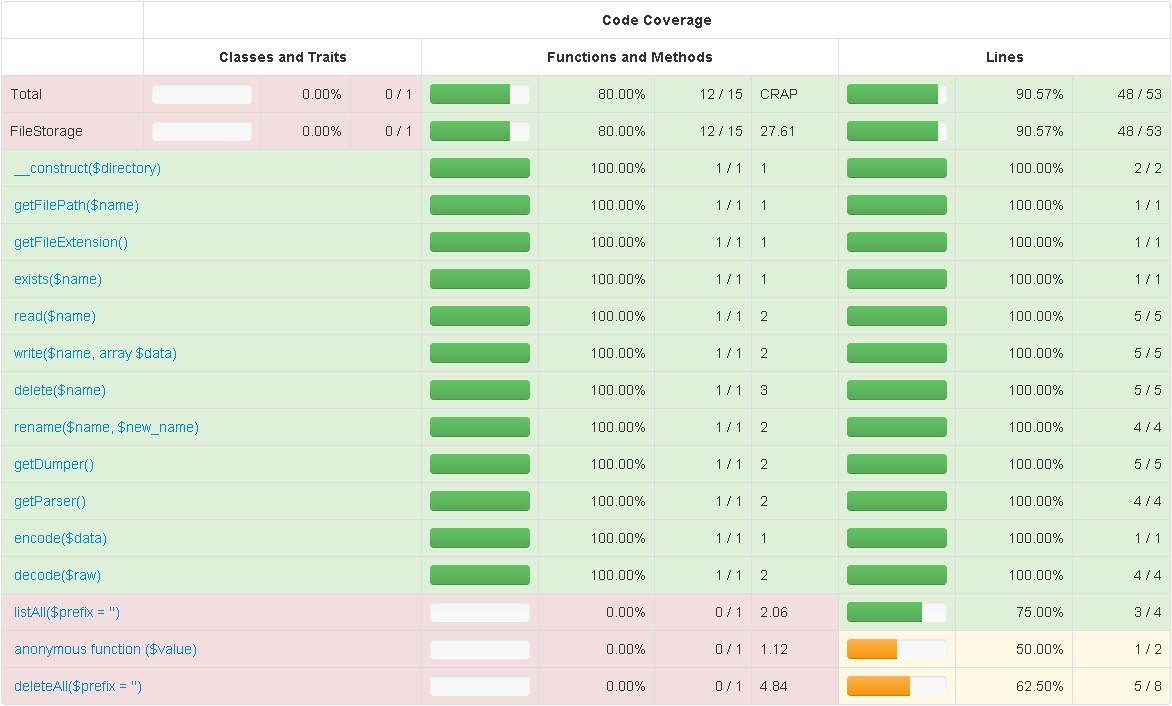 Code Coverage
Classes and Traits Functions and Methods Lines
Total 0.00% 0 / 1 80.00% 12 / 15 CRAP 90.57% 48 / 53
FileStorage 0.00% 0 / 1 80.00% 12 / 15 27.61 90.57% 48 / 53
__construct($directory) 100.00% 1 / 1 1 100.00% 2 / 2
getFilePath($name) 100.00% 1 / 1 1 100.00% 1 / 1
getFileExtension() 100.00% 1 / 1 1 100.00% 1 / 1
exists($name) 100.00% 1 / 1 1 100.00% 1 / 1
read($name) 100.00% 1 / 1 2 100.00% 5 / 5
write($name, array $data) 100.00% 1 / 1 2 100.00% 5 / 5
delete($name) 100.00% 1 / 1 3 100.00% 5 / 5
rename($name, $new_name) 100.00% 1 / 1 2 100.00% 4 / 4
getDumper() 100.00% 1 / 1 2 100.00% 5 / 5
getParser() 100.00% 1 / 1 2 100.00% 4 / 4
encode($data) 100.00% 1 / 1 1 100.00% 1 / 1
decode($raw) 100.00% 1 / 1 2 100.00% 4 / 4
listAll($prefix = '') 0.00% 0 / 1 2.06 75.00% 3 / 4
anonymous function ($value) 0.00% 0 / 1 1.12 50.00% 1 / 2
deleteAll($prefix = '') 0.00% 0 / 1 4.84 62.50% 5 / 8